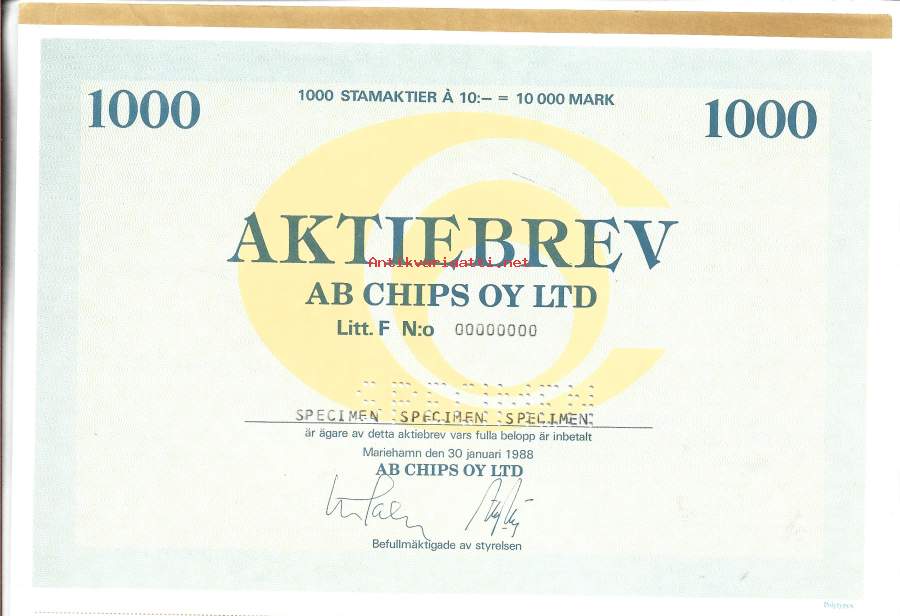 1000
1000 STAMAKTIER À 10:— = 10 000 MARK
1000
AKTIEBREV
Antikvariaatti.net
AB CHIPS OY LTD
Litt. F N:o 00000000
SPECIMEN
SPECIMEN SPECIMEN SPECIMEN
är ägare av detta aktiebrev vars fulla belopp är inbetalt
Mariehamn den 30 januari 1988
AB CHIPS OY LTD
Befullmäktigade av styrelsen